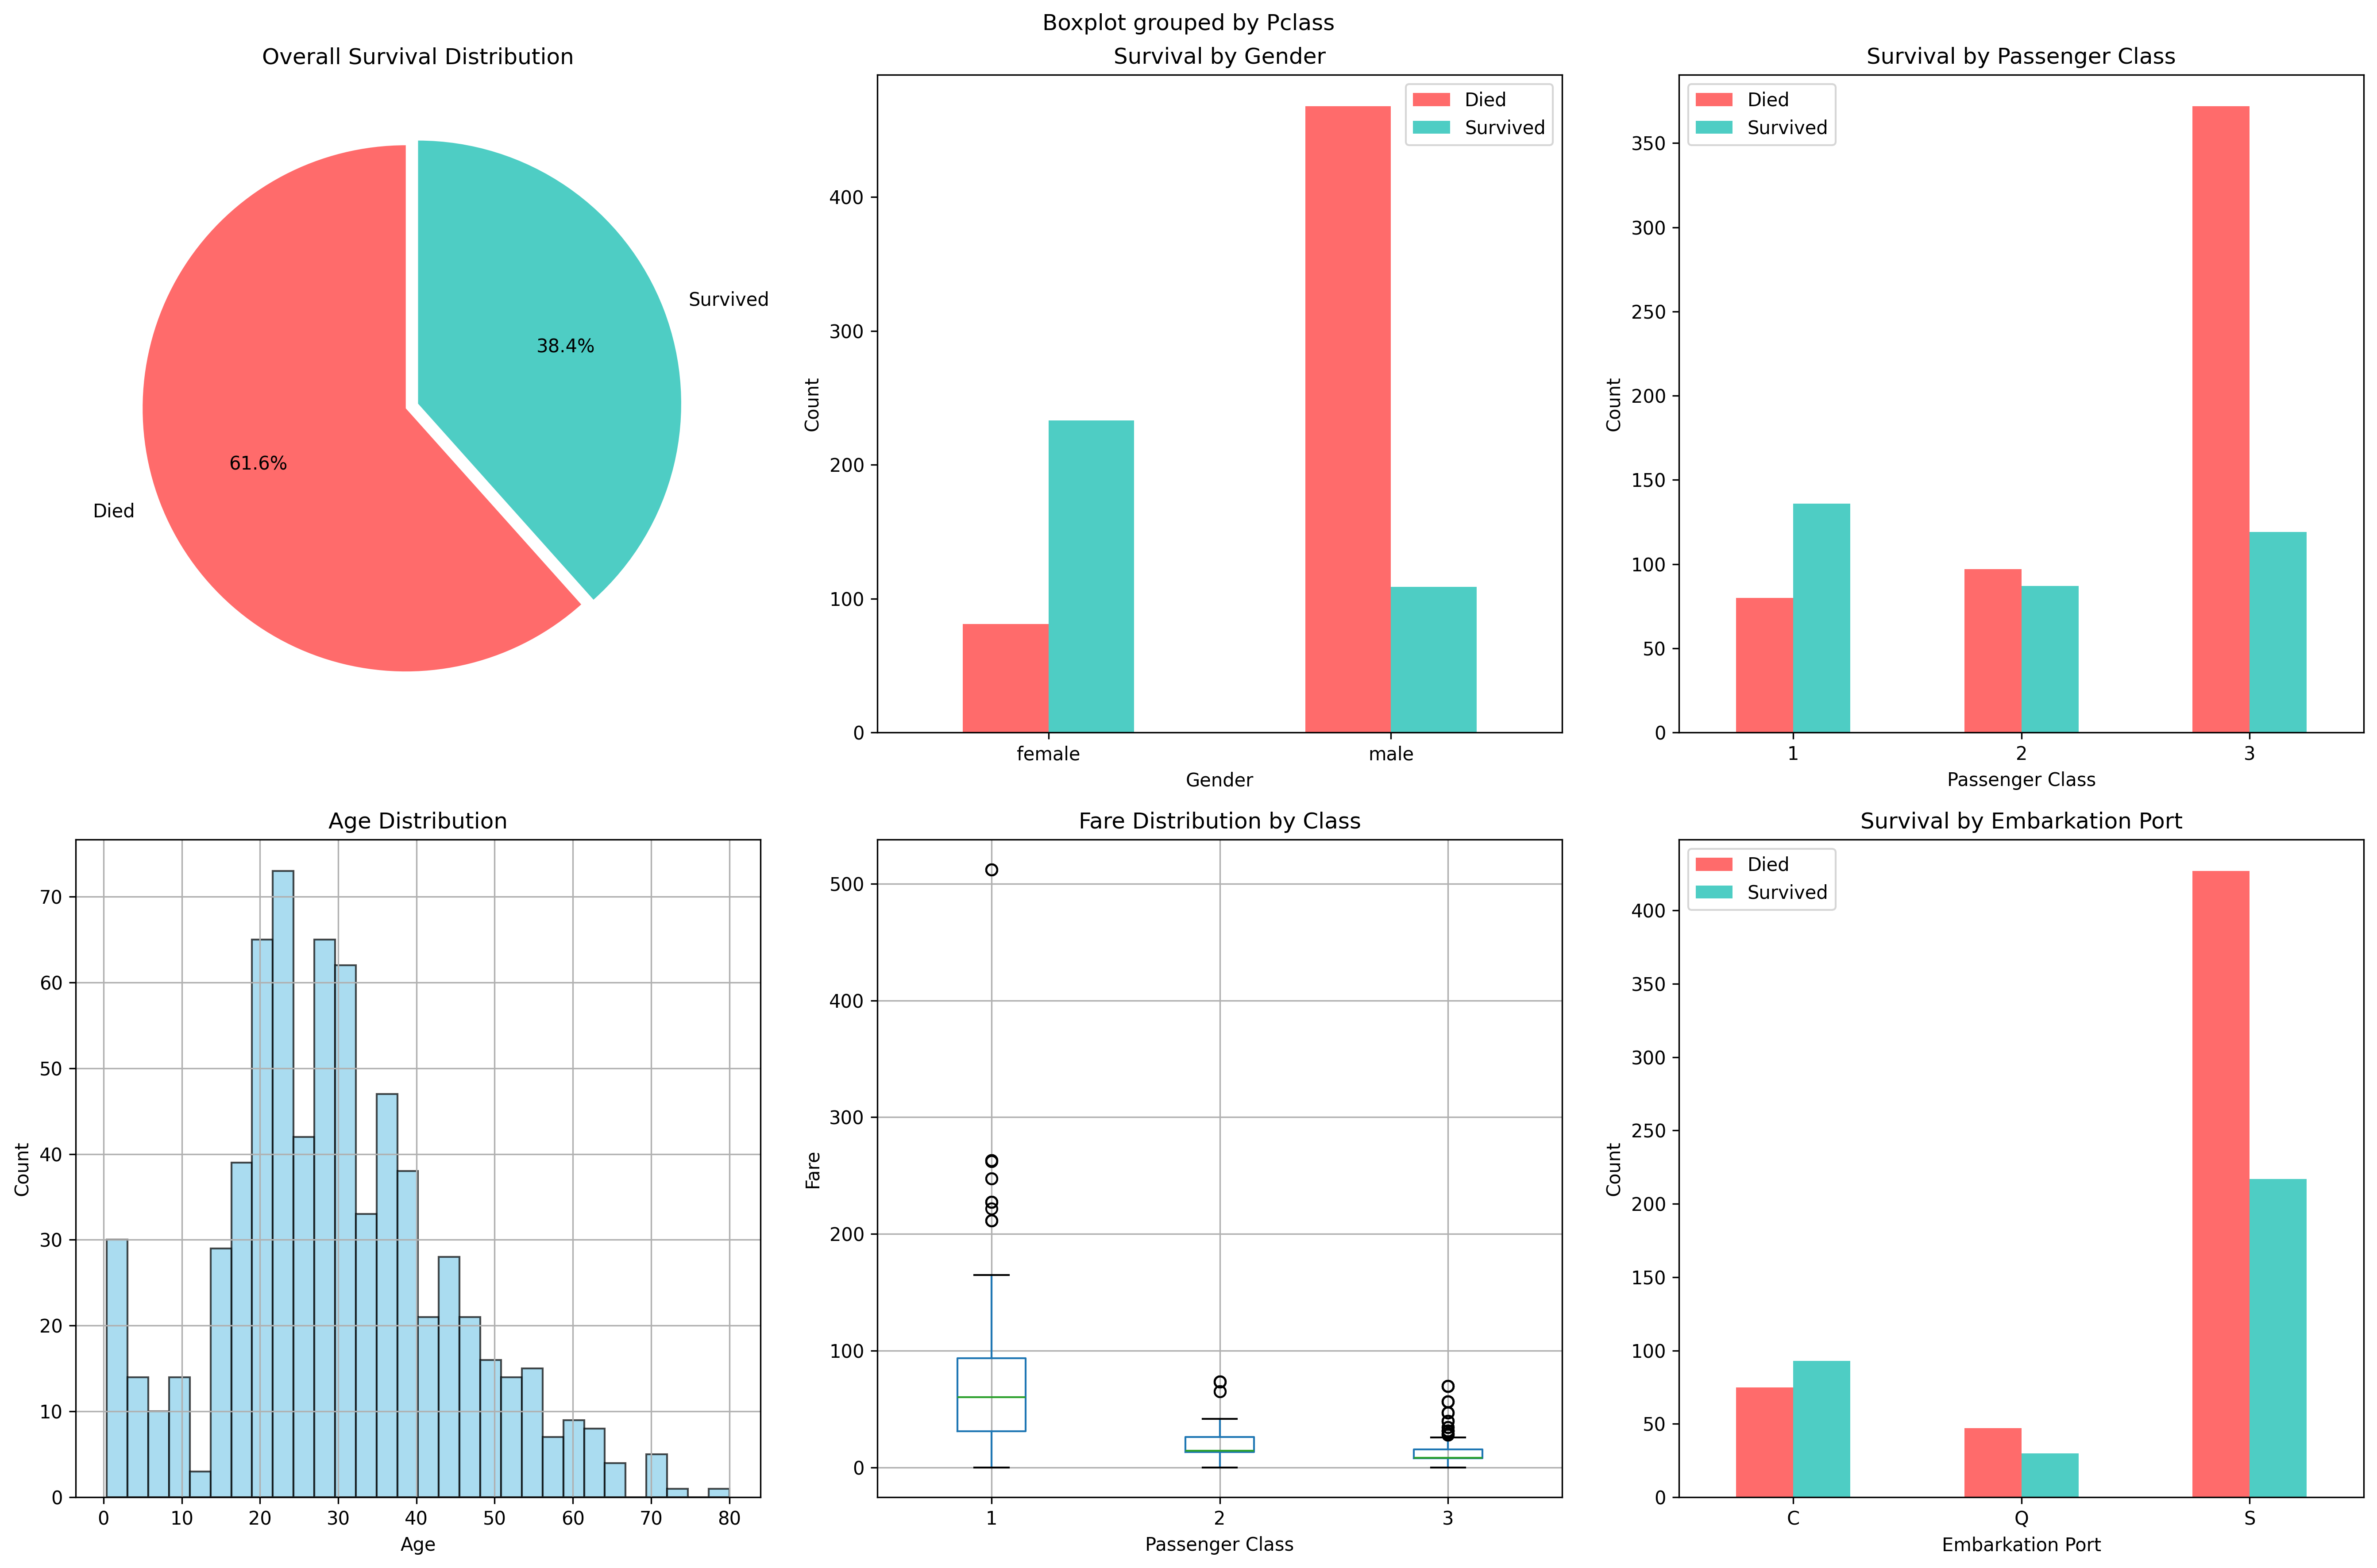 Boxplot grouped by Pclass
Overall Survival Distribution
Survived
38.4%
61.6%
Died
Survival by Gender
Died
Survived
Count
400
300
200
100
0
female
male
Gender
Survival by Passenger Class
Died
Survived
Count
350
300
250
200
150
100
50
0
1
2
3
Passenger Class
Age Distribution
Count
70
60
50
40
30
20
10
0
0
10
20
30
40
50
60
70
80
Age
Fare Distribution by Class
Fare
500
400
300
200
100
0
1
2
3
Passenger Class
Survival by Embarkation Port
Died
Survived
Count
400
350
300
250
200
150
100
50
0
C
Q
S
Embarkation Port